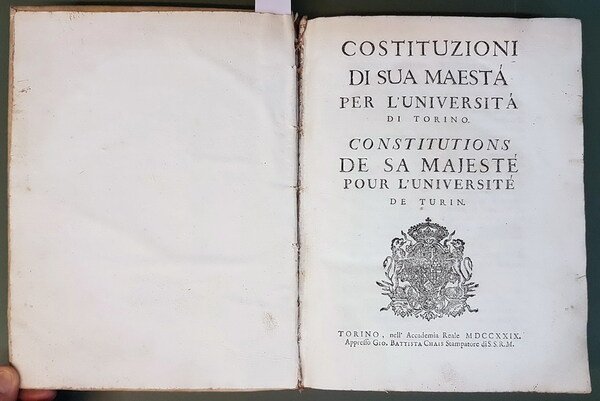 COSTITUZIONI
DI SUA MAESTÁ
PER L'UNIVERSITÁ
DI TORINO.
CONSTITUTIONS
DE SA MAJESTÉ
POUR L'UNIVERSITÉ
DE TURIN.
TORINO, nell' Accademia Reale MDCCXXIX.
Appresso GIO. BATTISTA CHAIS Stampatore di S. S. R. M.